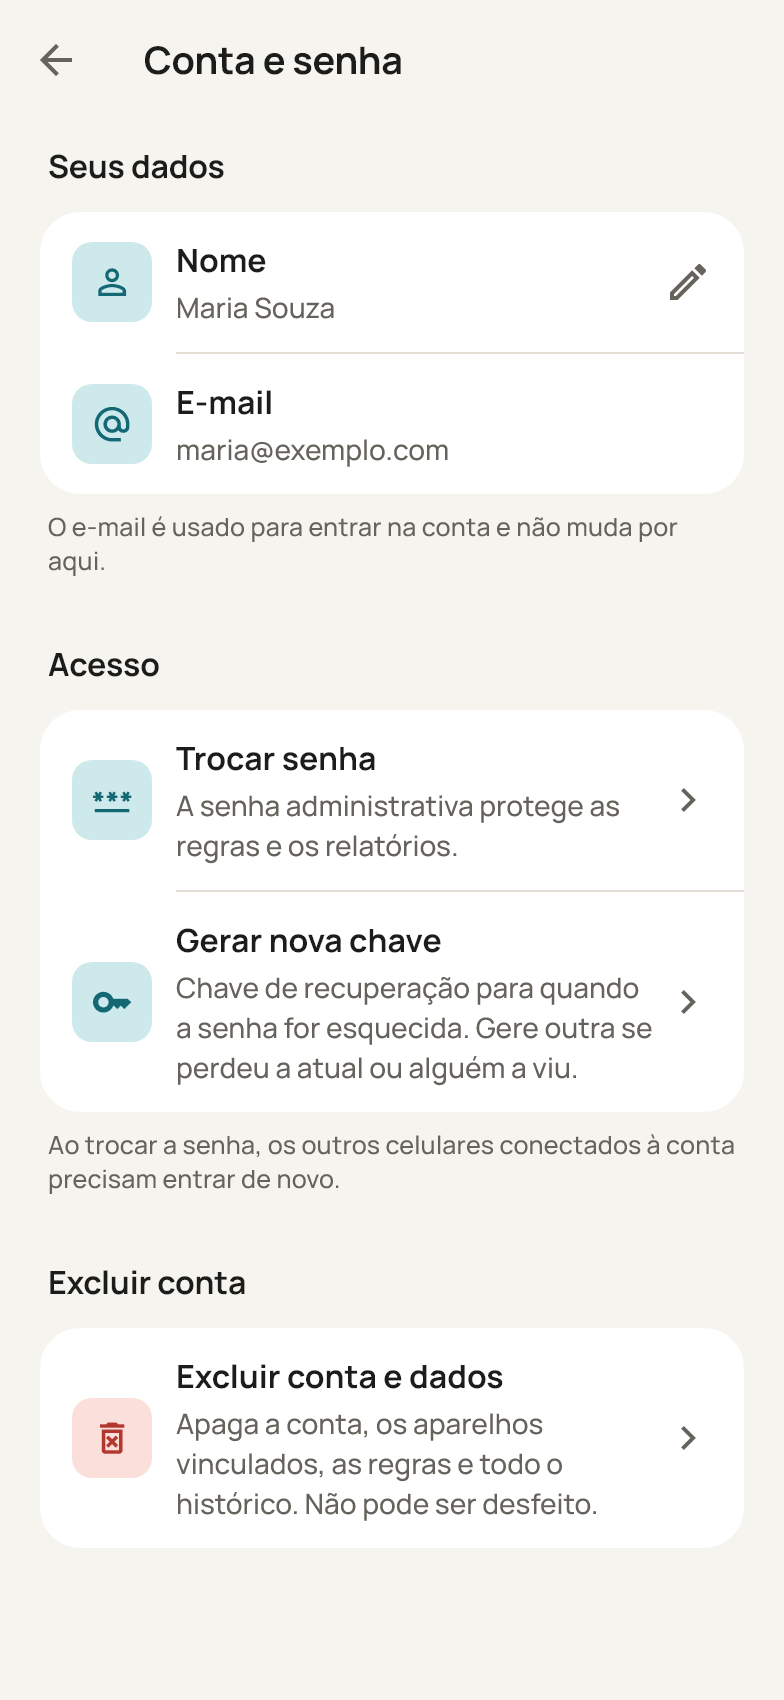 Conta e senha
Seus dados
Nome
Maria Souza
E-mail
maria@exemplo.com
O e-mail é usado para entrar na conta e não muda por
aqui.
Acesso
Trocar senha
A senha administrativa protege as
regras e os relatórios.
Gerar nova chave
Chave de recuperação para quando
a senha for esquecida. Gere outra se
perdeu a atual ou alguém a viu.
Ao trocar a senha, os outros celulares conectados à conta
precisam entrar de novo.
Excluir conta
Excluir conta e dados
Apaga a conta, os aparelhos
vinculados, as regras e todo o
histórico. Não pode ser desfeito.